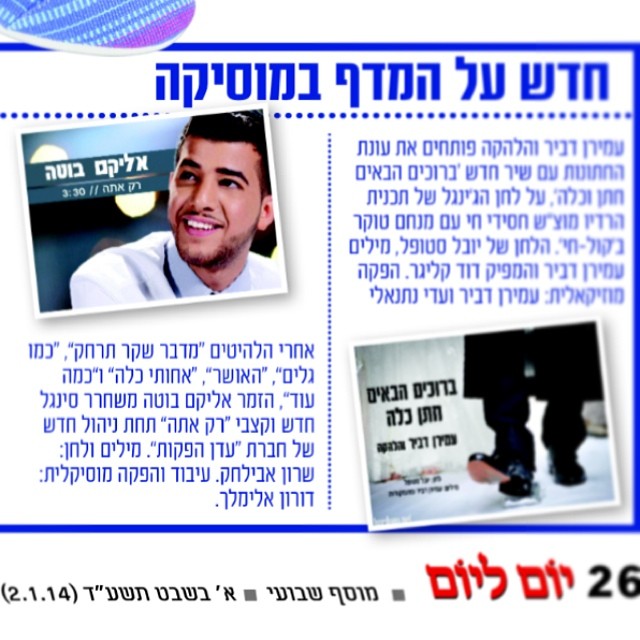 חדש על המדף במוסיקה
עמירן דביר והלהקה פותחים את עונת
החתונות עם שיר חדש 'ברוכים הבאים
חתן וכלה', על לחן הג'ינגל של תכנית
הרדיו מוצ"ש חסידי חי עם מנחם טוקר
ב'קול-חי'. הלחן של יובל סטופל, מילים
עמירן דביר והמפיק דוד קליגר. הפקה
מוזיקאלית: עמירן דביר ועדי נתנאלי
ברוכים הבאים
חתן כלה
עמירן דביר והלהקה
אליקם בוטה
רק אתה // 3:30
אחרי הלהיטים "מדבר שקר תרחק", "כמו
גלים", "האושר", "אחותי כלה" ו"כמה
עוד", הזמר אליקם בוטה משחרר סינגל
חדש וקצבי "רק אתה" תחת ניהול חדש
של חברת "עדן הפקות". מילים ולחן:
שרון אבילחק. עיבוד והפקה מוסיקלית:
דורון אלימלך.
26 יום ליום ■ מוסף שבועי ■ א' בשבט תשע"ד (2.1.14)